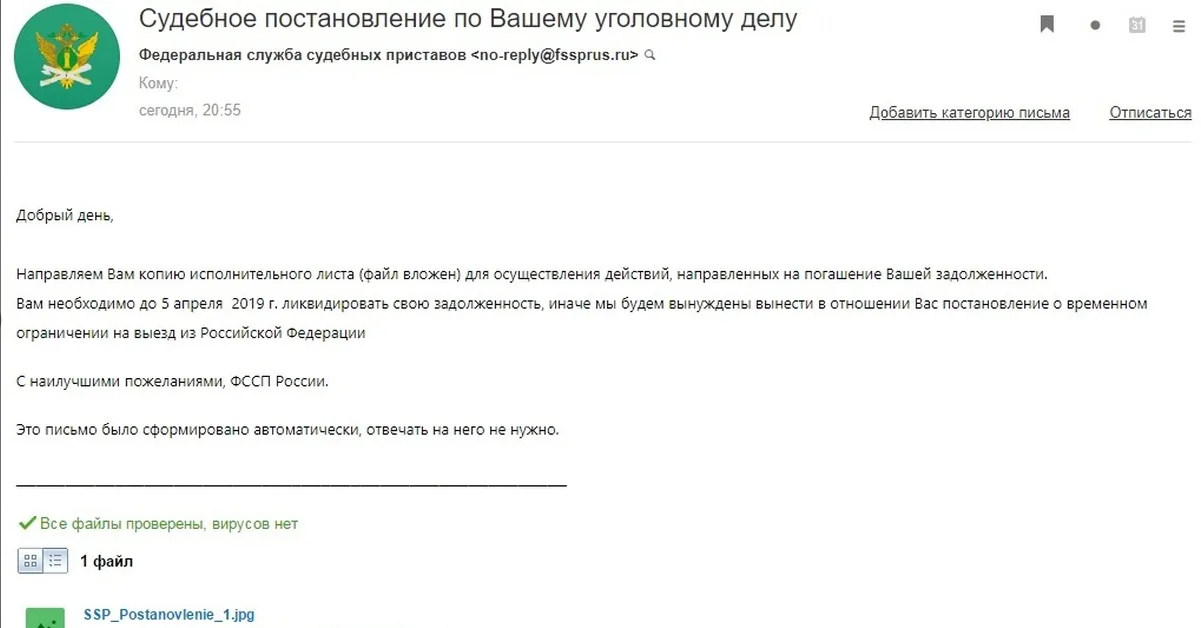 Судебное постановление по Вашему уголовному делу
Федеральная служба судебных приставов <no-reply@fssprus.ru>
Кому:
сегодня, 20:55
31
Добавить категорию письма
Отписаться
Добрый день,
Направляем Вам копию исполнительного листа (файл вложен) для осуществления действий, направленных на погашение Вашей задолженности.
Вам необходимо до 5 апреля 2019 г. ликвидировать свою задолженность, иначе мы будем вынуждены вынести в отношении Вас постановление о временном
ограничении на выезд из Российской Федерации
С наилучшими пожеланиями, ФССП России.
Это письмо было сформировано автоматически, отвечать на него не нужно.
Все файлы проверены, вирусов нет
1 файл
SSP_Postanovlenie_1.jpg